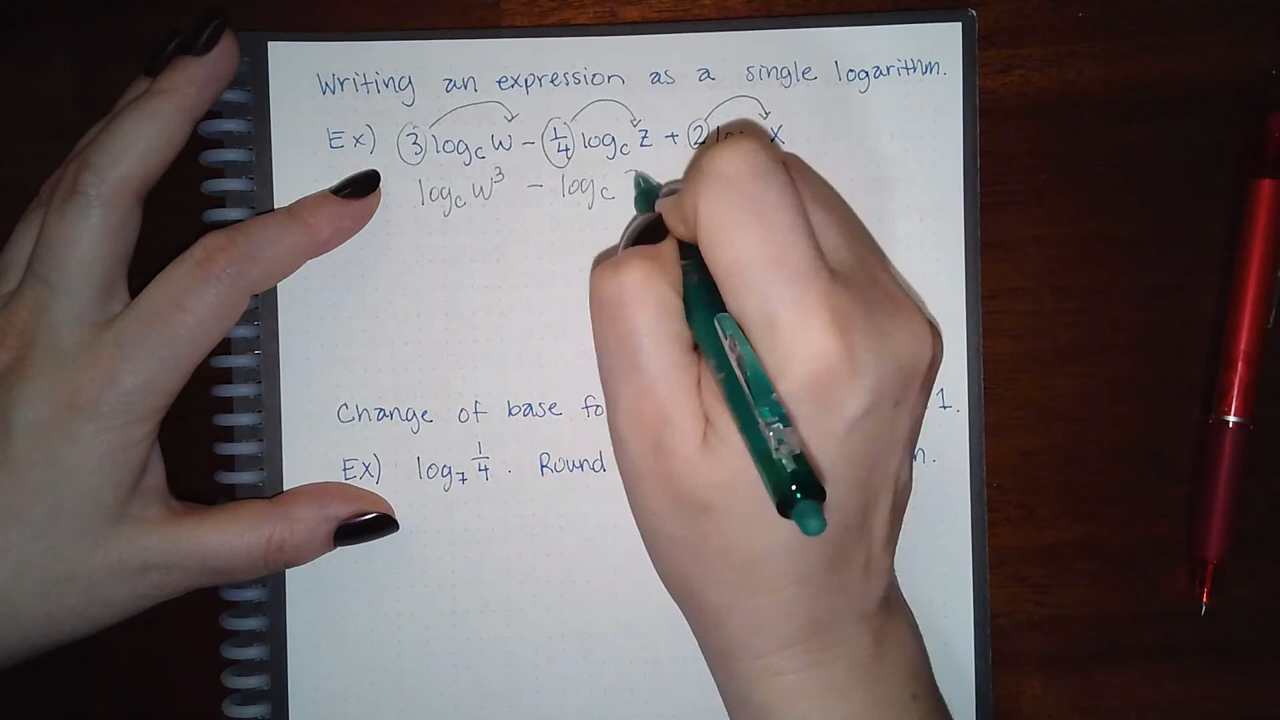 Writing an expression as a single logarithm.
Ex) 3 log_c w - 1/4 log_c z + 2 x
log_c w^3 - log_c
Change of base 1.
Ex) log_7 1/4. Round